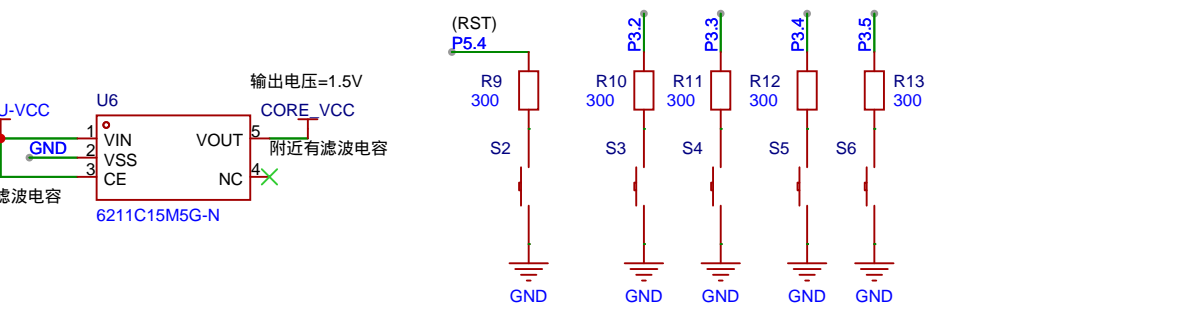 输出电压=1.5V
U-VCC
U6
CORE_VCC
1
VIN
VOUT
5
GND
2
VSS
附近有滤波电容
3
CE
NC
4
滤波电容
6211C15M5G-N
(RST)
P5.4
P3.2
P3.3
P3.4
P3.5
R9
300
R10
300
R11
300
R12
300
R13
300
S2
S3
S4
S5
S6
GND
GND
GND
GND
GND